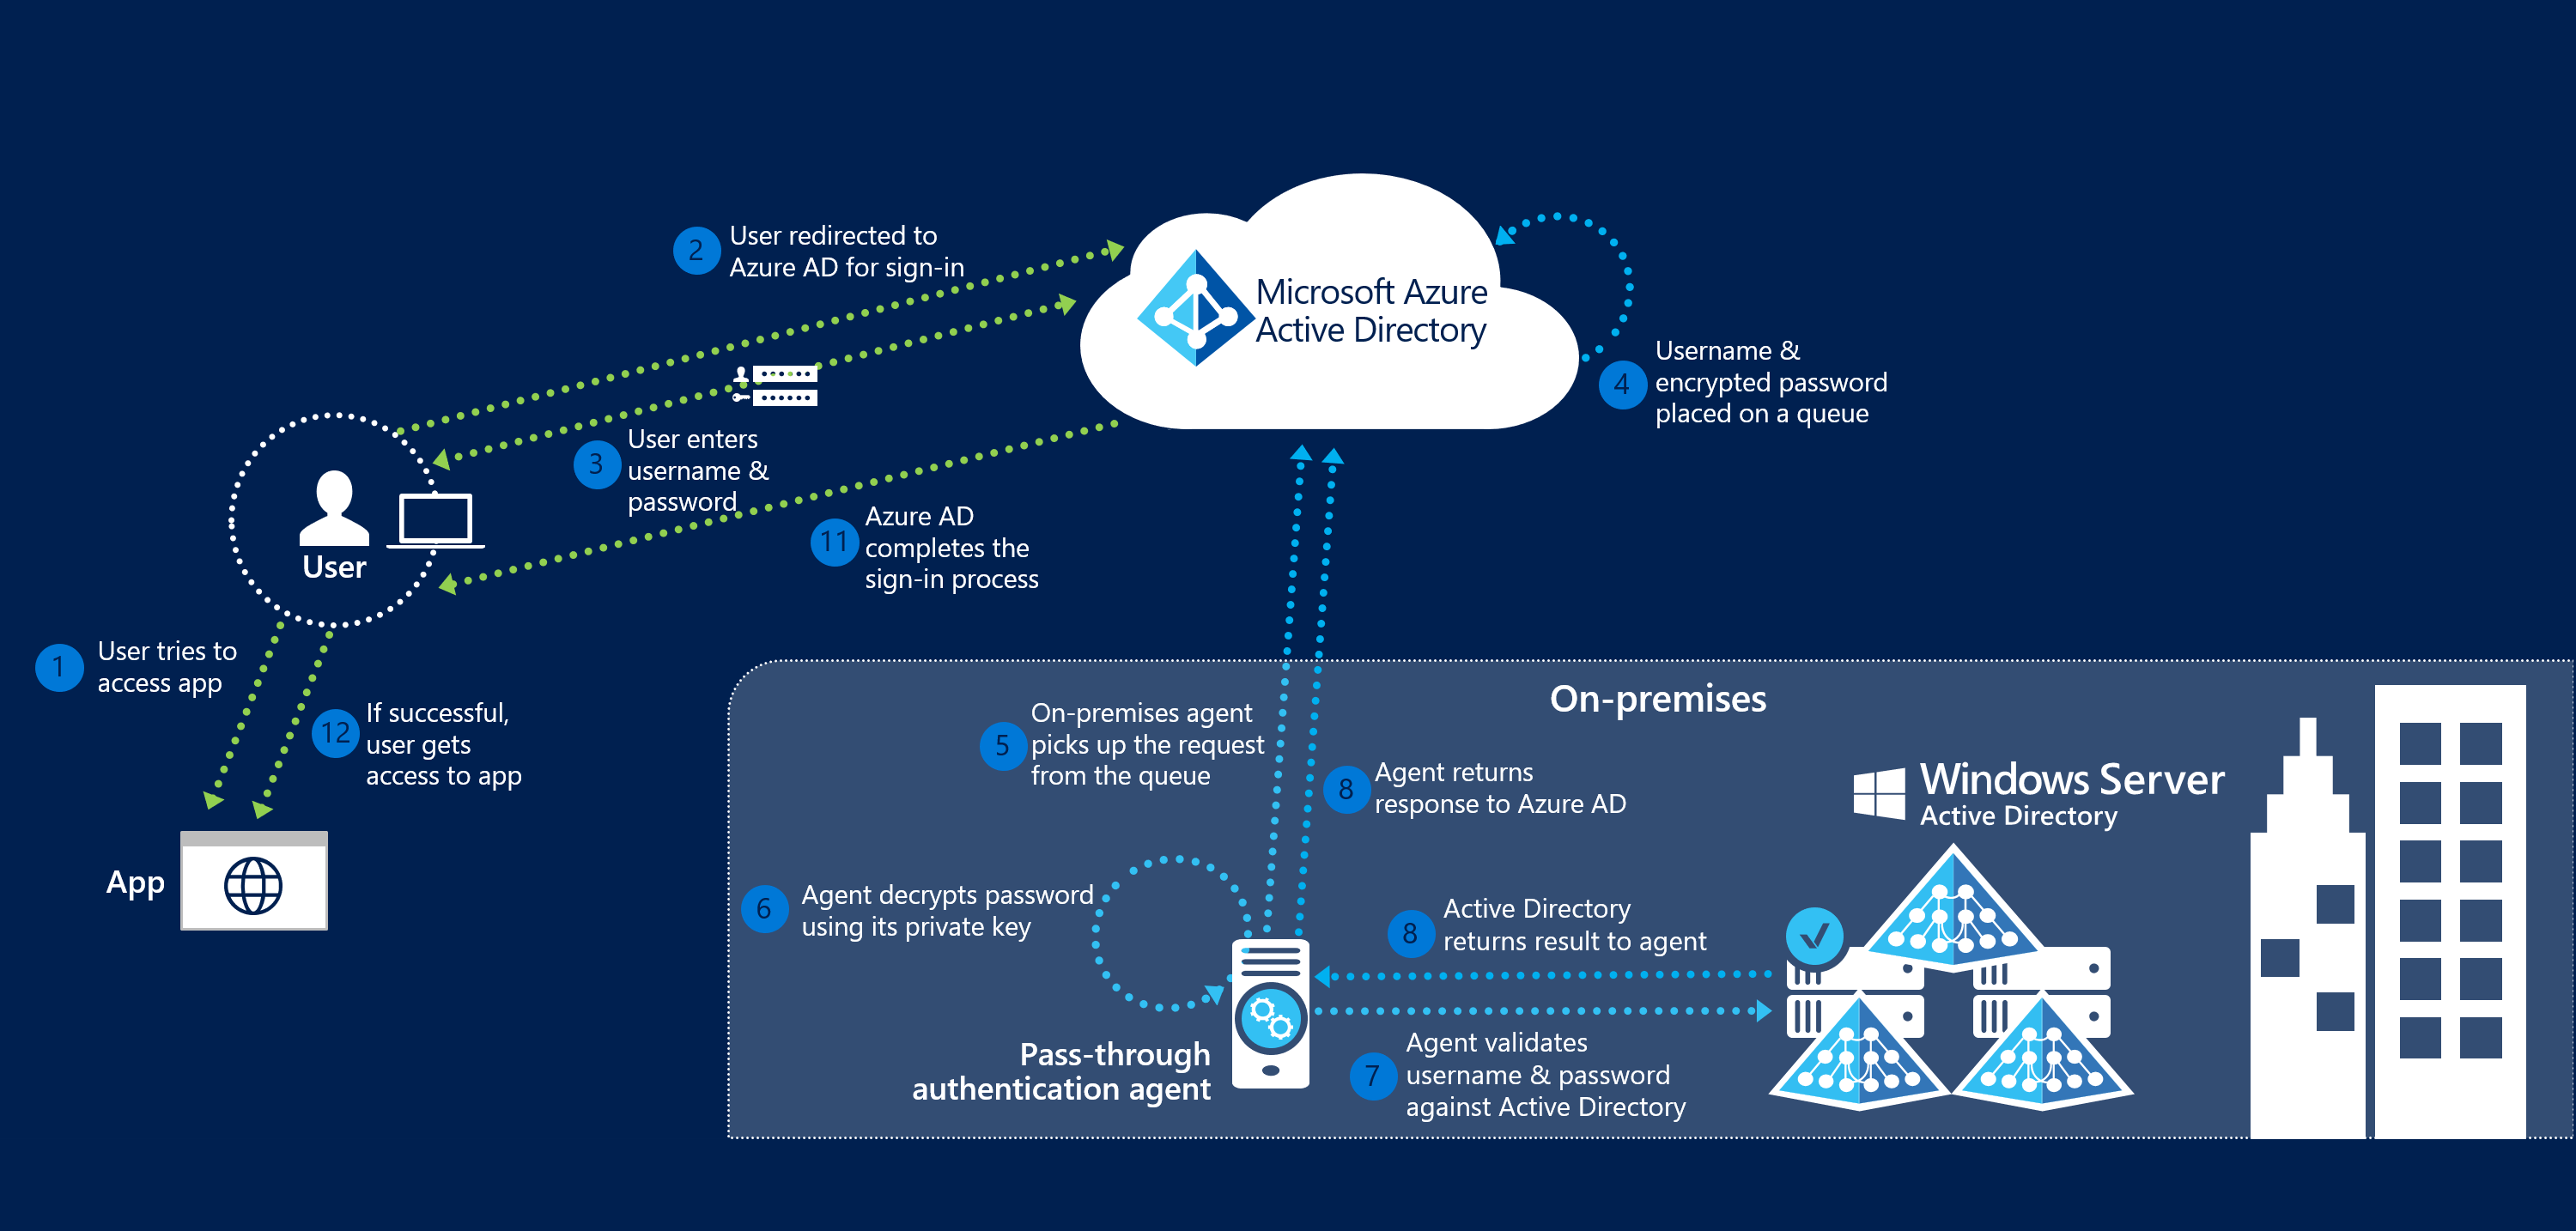 2
User redirected to
Azure AD for sign-in
Microsoft Azure
Active Directory
4
Username &
encrypted password
placed on a queue
3
User enters
username &
password
11
Azure AD
completes the
sign-in process
User
1
User tries to
access app
12
If successful,
user gets
access to app
App
On-premises
5
On-premises agent
picks up the request
from the queue
8
Agent returns
response to Azure AD
Windows Server
Active Directory
6
Agent decrypts password
using its private key
8
Active Directory
returns result to agent
Pass-through
authentication agent
7
Agent validates
username & password
against Active Directory